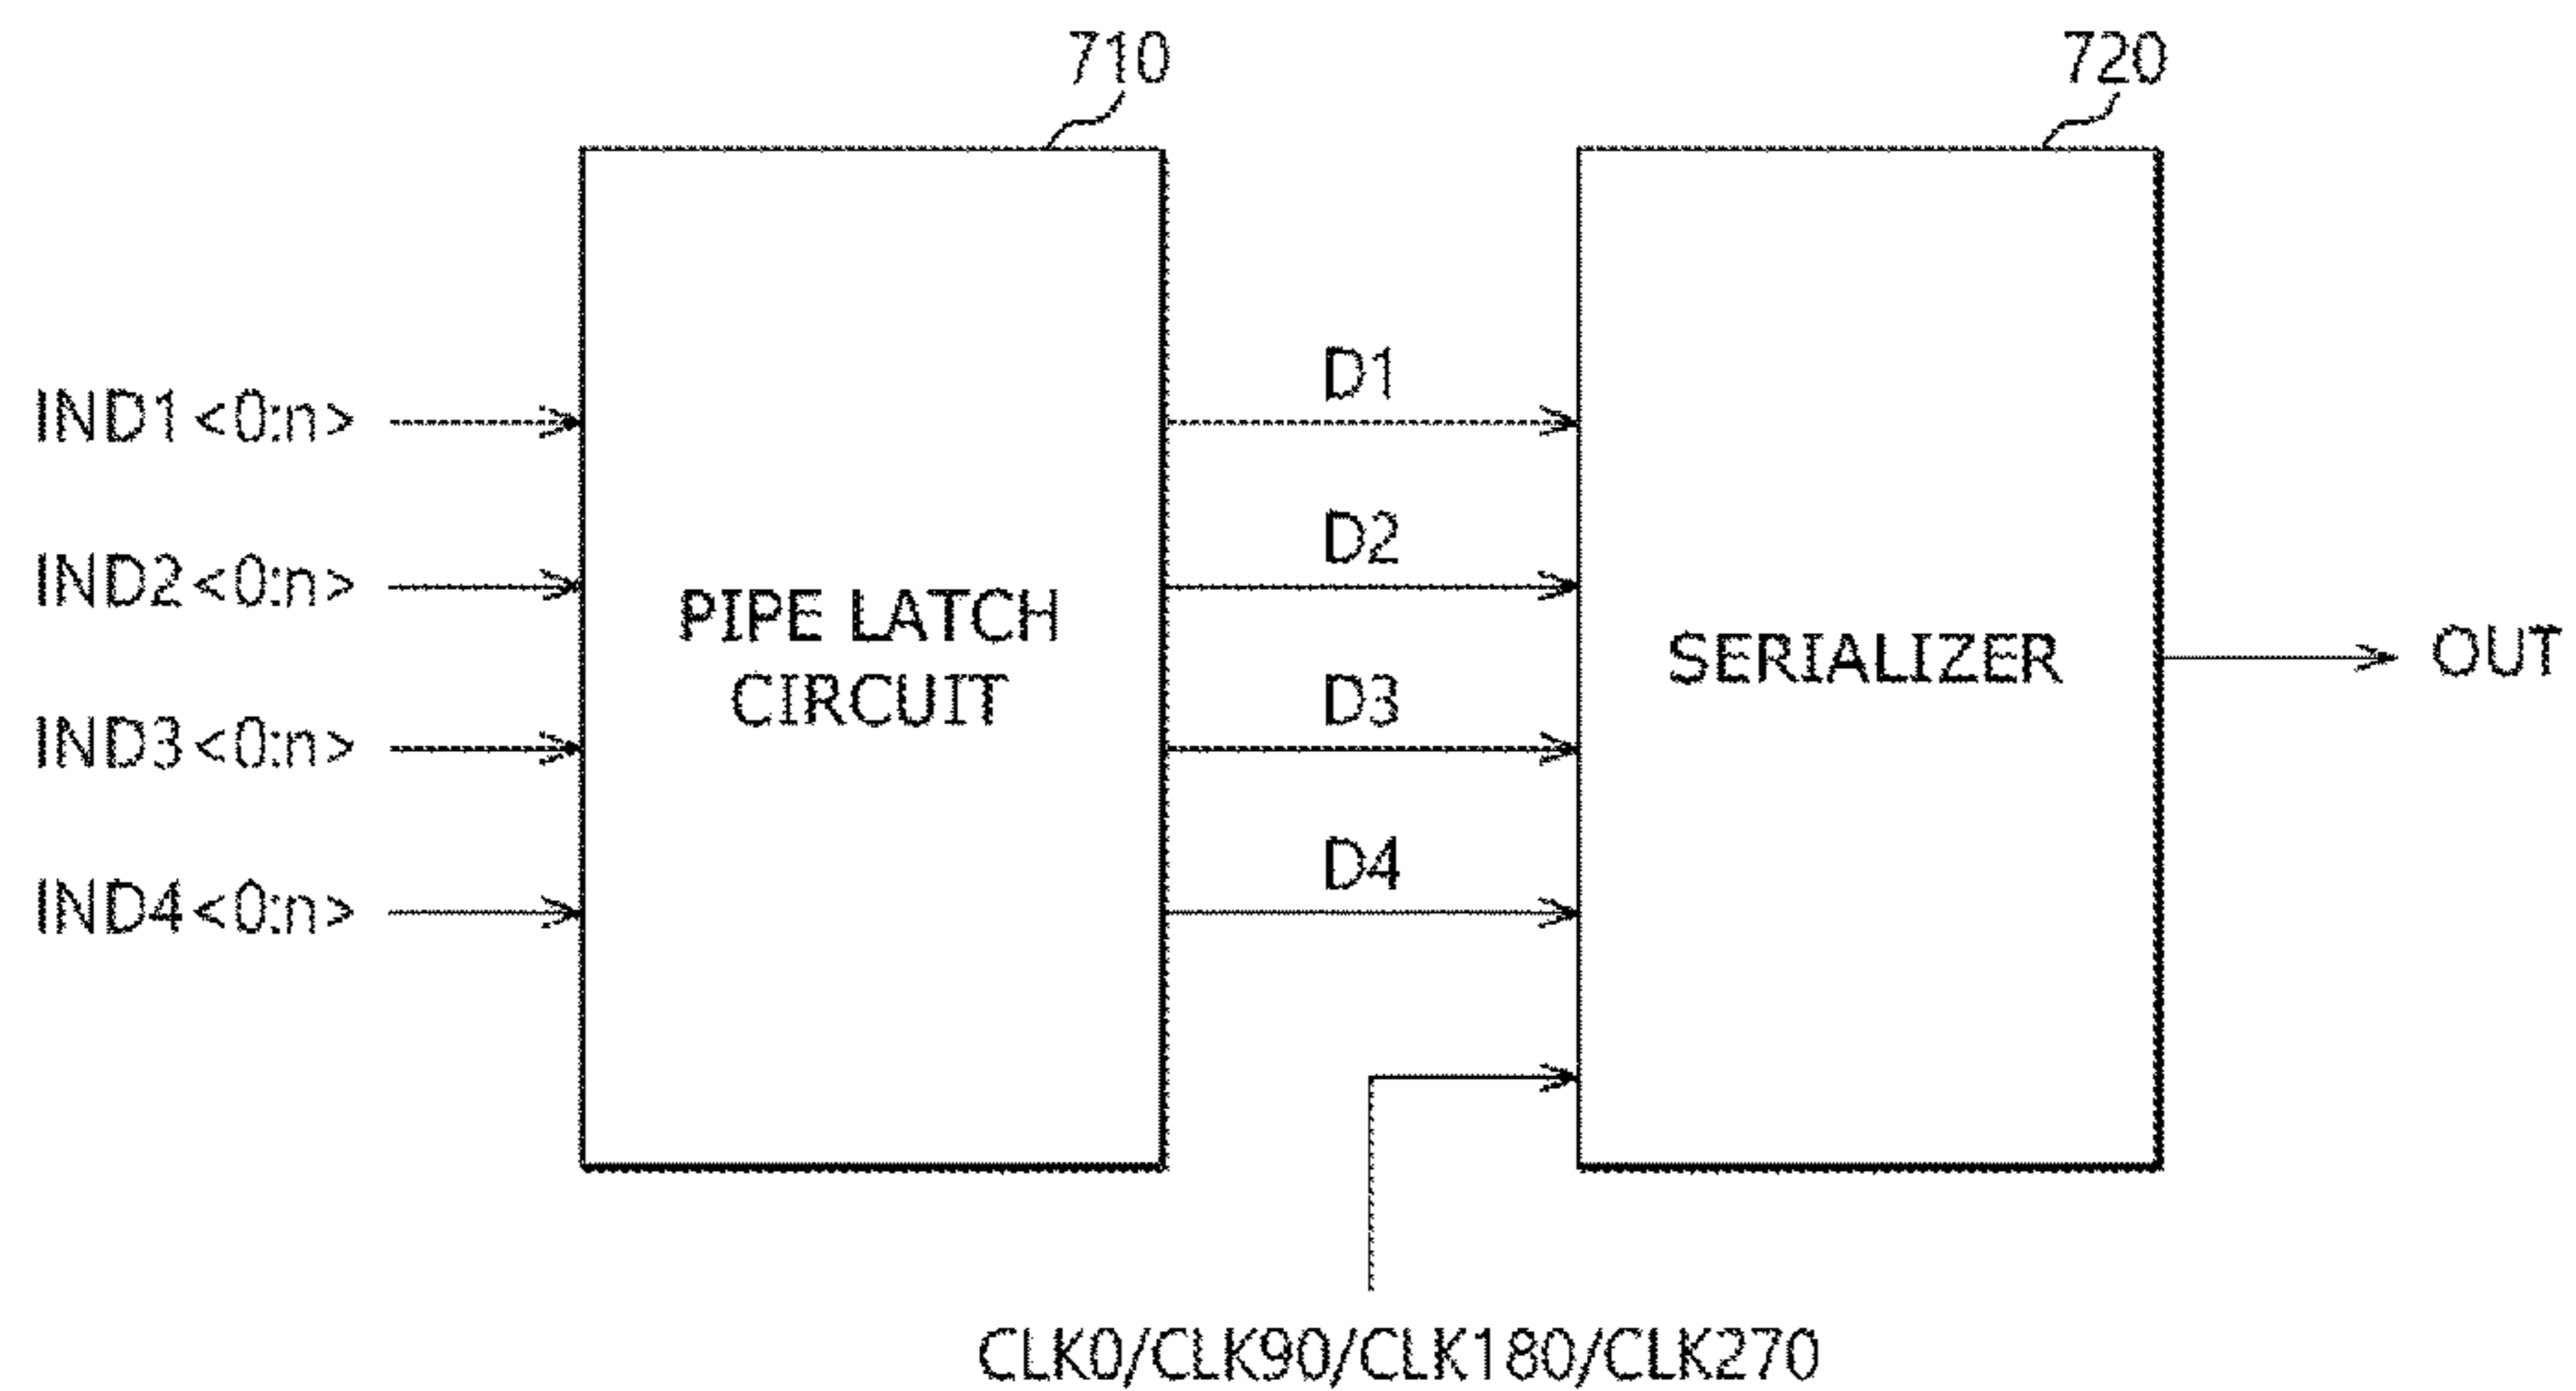 710
720
IND1<0:n>
IND2<0:n>
IND3<0:n>
IND4<0:n>
PIPE LATCH
CIRCUIT
D1
D2
D3
D4
SERIALIZER
OUT
CLK0/CLK90/CLK180/CLK270